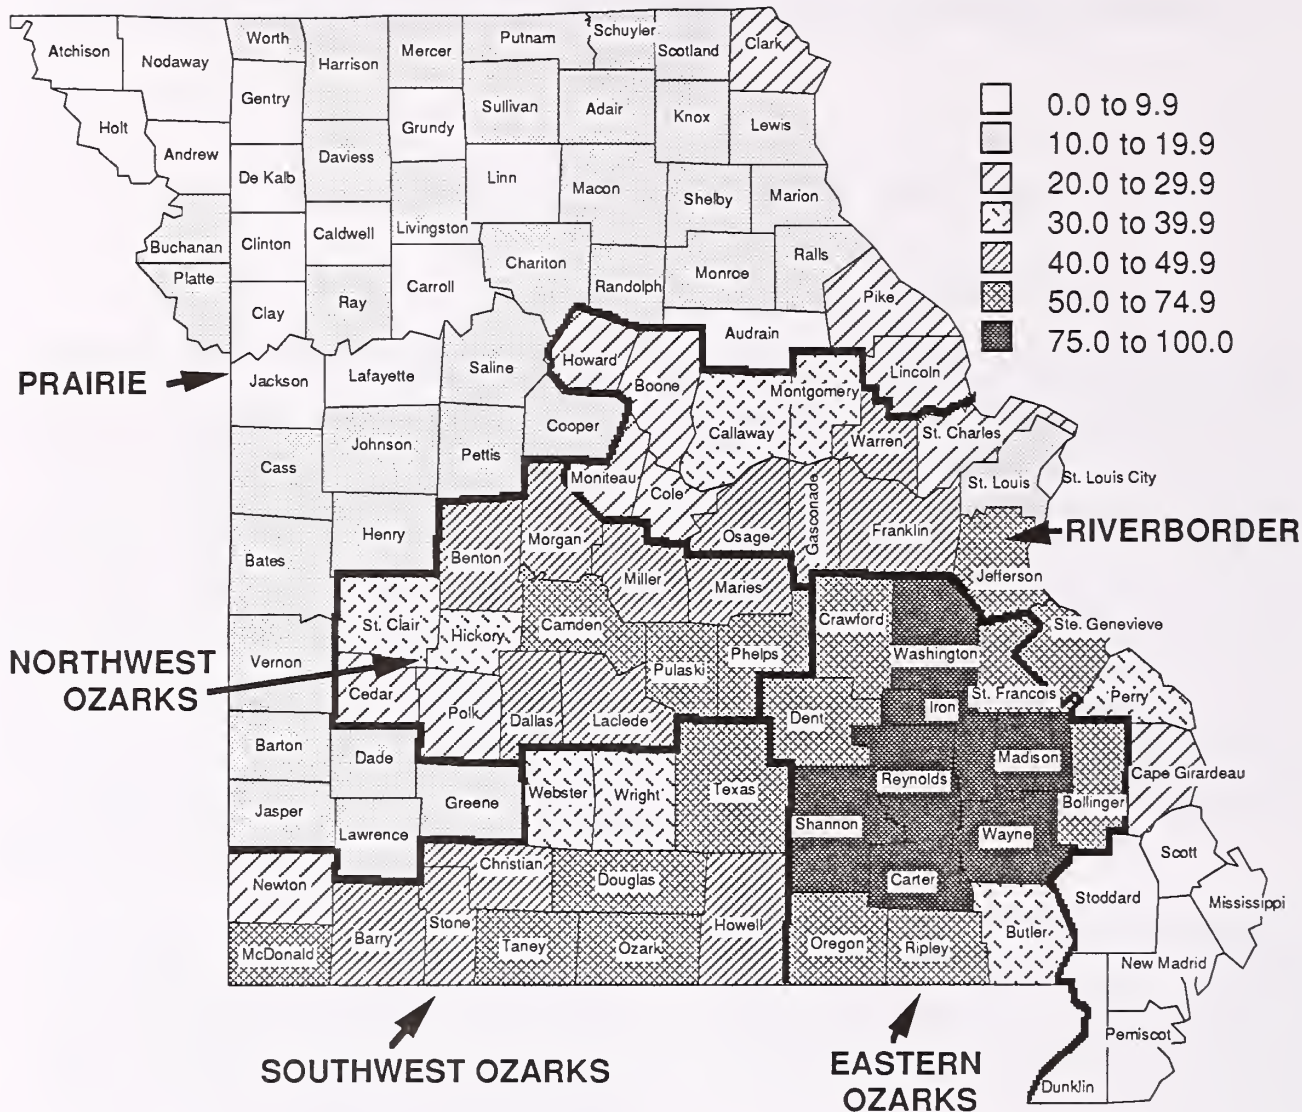 Atchison
Nodaway
Worth
Harrison
Mercer
Putnam
Schuyler
Scotland
Clark
Holt
Gentry
Grundy
Sullivan
Adair
Knox
Lewis
Andrew
De Kalb
Daviess
Linn
Macon
Shelby
Marion
Buchanan
Clinton
Caldwell
Livingston
Chariton
Randolph
Monroe
Ralls
Platte
Clay
Ray
Carroll
Audrain
Pike
0.0 to 9.9
10.0 to 19.9
20.0 to 29.9
30.0 to 39.9
40.0 to 49.9
50.0 to 74.9
75.0 to 100.0
PRAIRIE
Jackson
Lafayette
Saline
Howard
Boone
Montgomery
Lincoln
Cass
Johnson
Pettis
Cooper
Callaway
Warren
St. Charles
Moniteau
Cole
St. Louis
St. Louis City
Bates
Henry
Benton
Morgan
Osage
Gasconade
Franklin
RIVERBORDER
Miller
Maries
Jefferson
St. Clair
Hickory
Camden
Crawford
Ste. Genevieve
NORTHWEST
OZARKS
Vernon
Cedar
Polk
Dallas
Laclede
Pulaski
Phelps
Washington
St. Francois
Perry
Dent
Iron
Barton
Dade
Madison
Cape Girardeau
Jasper
Greene
Webster
Wright
Texas
Reynolds
Bollinger
Lawrence
Shannon
Wayne
Scott
Newton
Christian
Douglas
Carter
Stoddard
Mississippi
McDonald
Barry
Stone
Taney
Ozark
Howell
Oregon
Ripley
Butler
New Madrid
SOUTHWEST OZARKS
EASTERN
OZARKS
Pemiscot
Dunklin